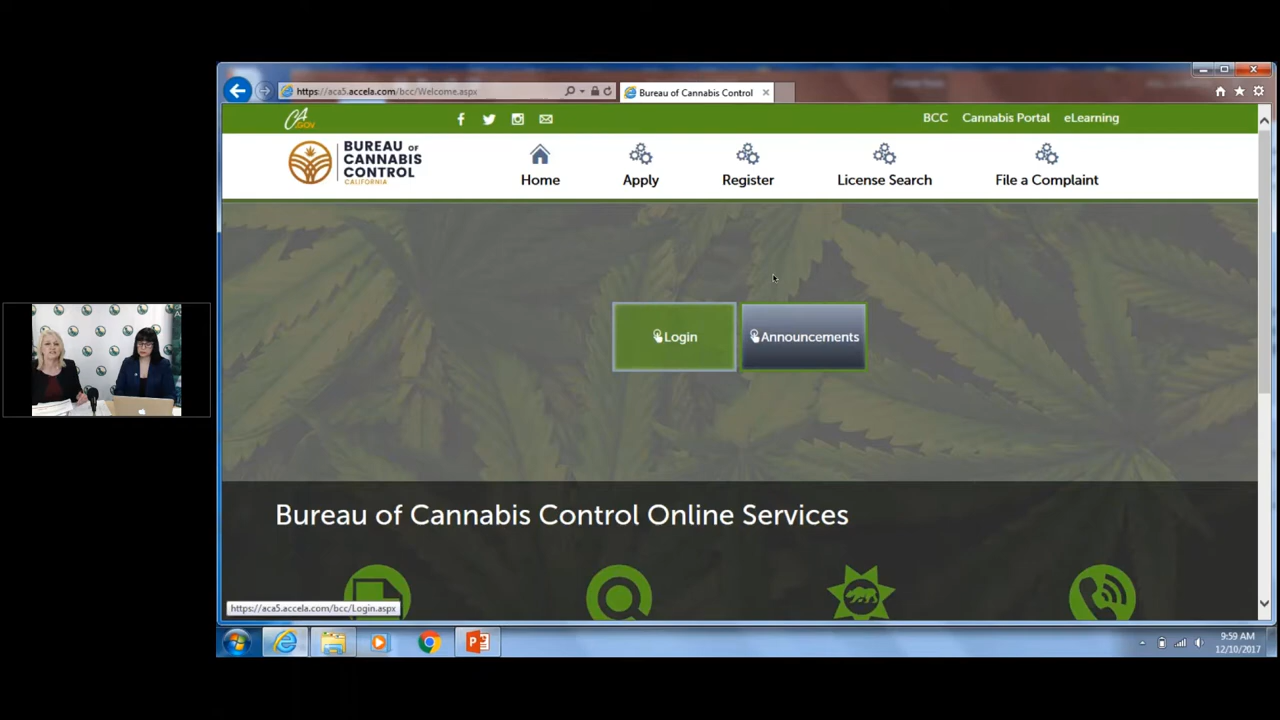 https://aca5.accela.com/bcc/Welcome.aspx
Bureau of Cannabis Control
CA.GOV
BCC
Cannabis Portal
eLearning
BUREAU OF
CANNABIS
CONTROL
CALIFORNIA
Home
Apply
Register
License Search
File a Complaint
Login
Announcements
Bureau of Cannabis Control Online Services
https://aca5.accela.com/bcc/Login.aspx
9:59 AM
12/10/2017